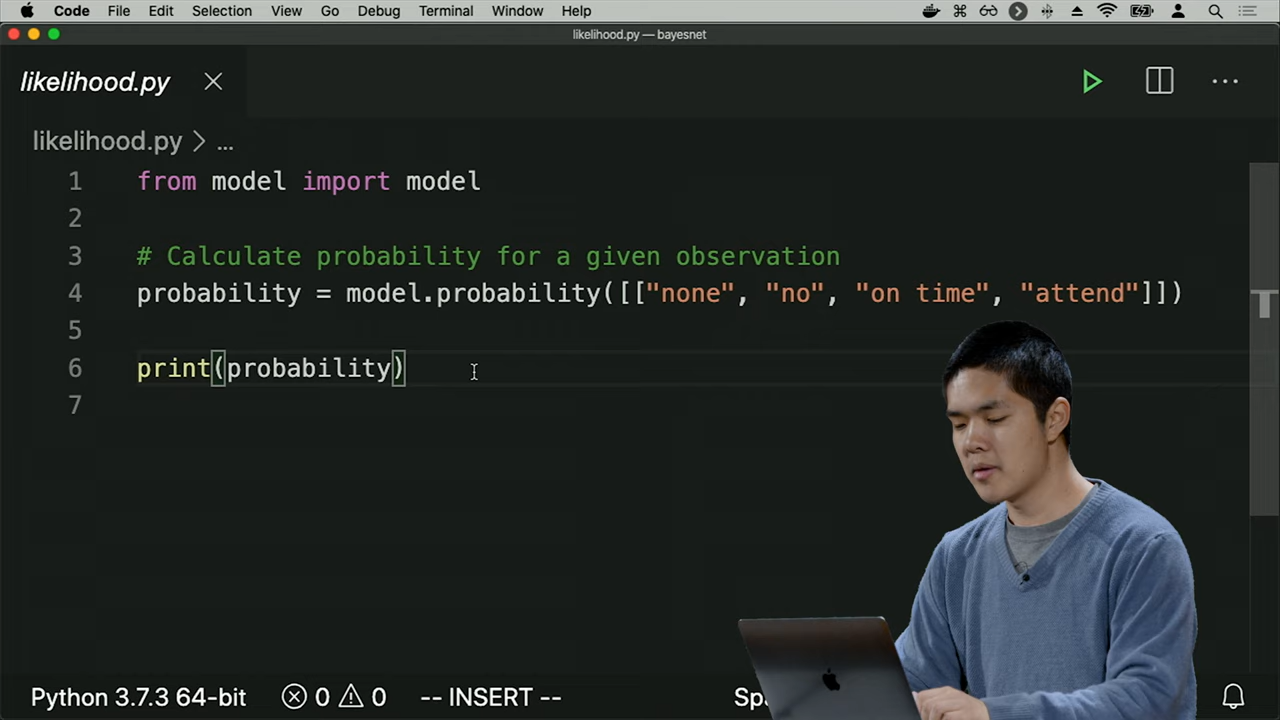 Code File Edit Selection View Go Debug Terminal Window Help
likelihood.py — bayesnet
likelihood.py
likelihood.py > ...
1 from model import model
2
3 # Calculate probability for a given observation
4 probability = model.probability([["none", "no", "on time", "attend"]])
5
6 print(probability)
7
Python 3.7.3 64-bit 0 0 -- INSERT --